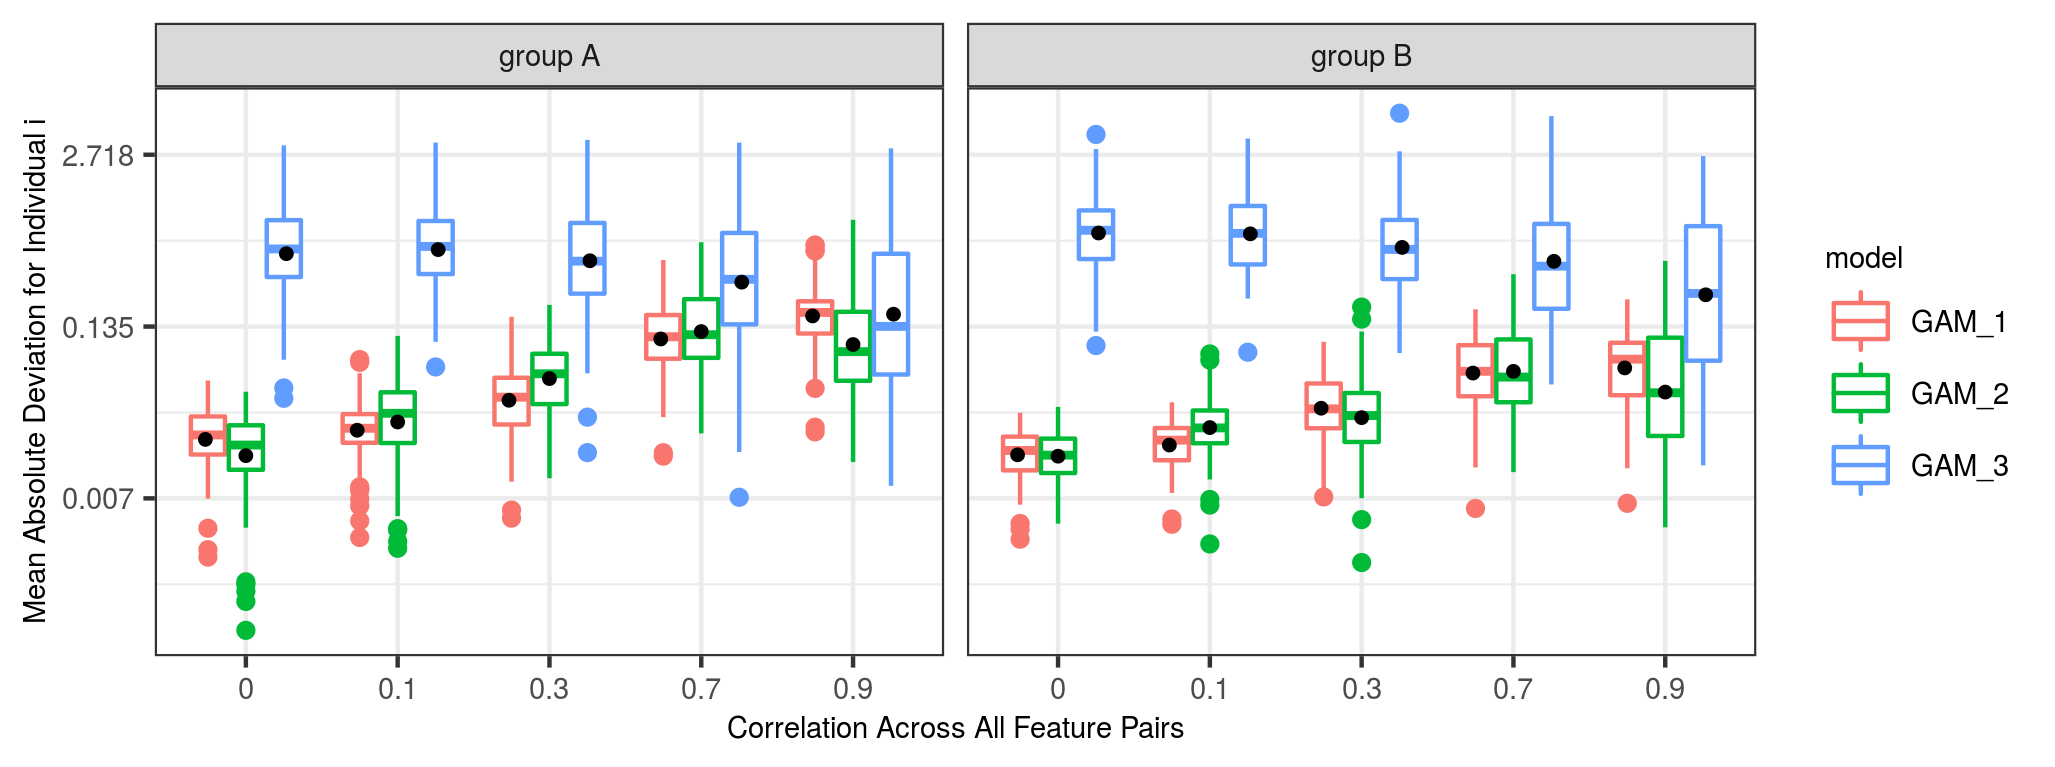 group A
group B
Mean Absolute Deviation for Individual i
2.718
0.135
0.007
0
0.1
0.3
0.7
0.9
0
0.1
0.3
0.7
0.9
Correlation Across All Feature Pairs
model
GAM_1
GAM_2
GAM_3